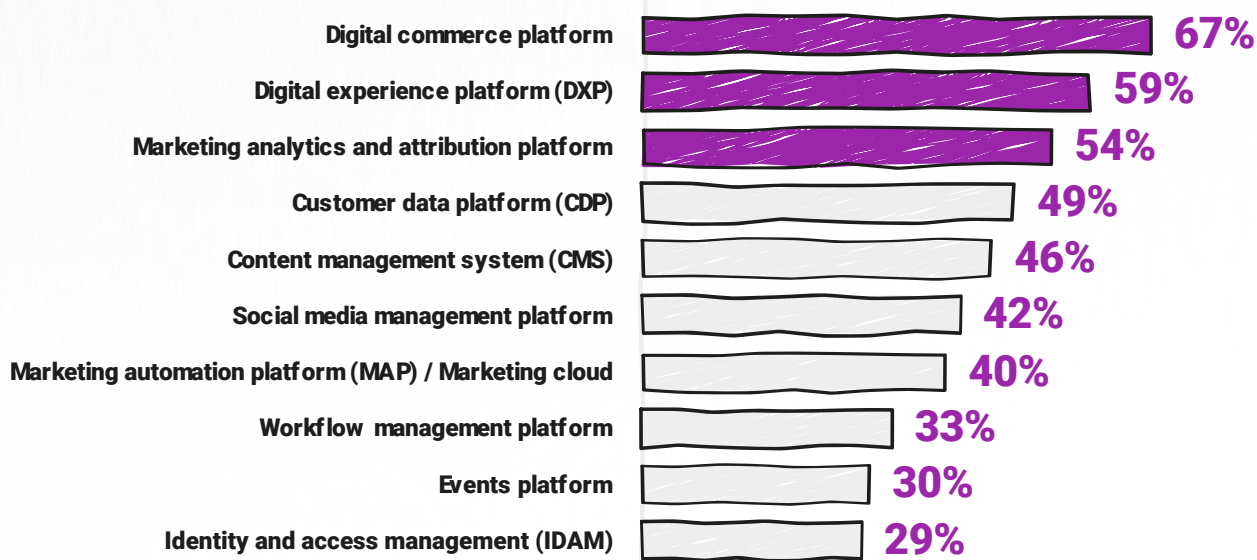 Digital commerce platform 67%
Digital experience platform (DXP) 59%
Marketing analytics and attribution platform 54%
Customer data platform (CDP) 49%
Content management system (CMS) 46%
Social media management platform 42%
Marketing automation platform (MAP) / Marketing cloud 40%
Workflow management platform 33%
Events platform 30%
Identity and access management (IDAM) 29%